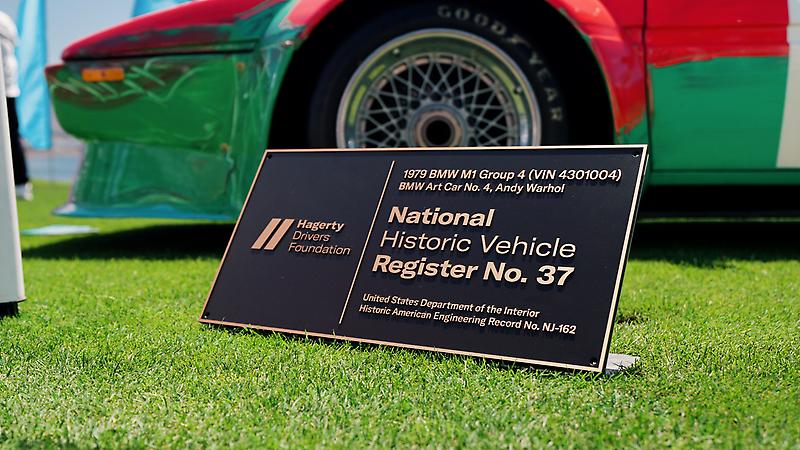 GOODYEAR
1979 BMW M1 Group 4 (VIN 4301004)
BMW Art Car No. 4, Andy Warhol
Hagerty
Drivers
Foundation
National
Historic Vehicle
Register No. 37
United States Department of the Interior
Historic American Engineering Record No. NJ-162